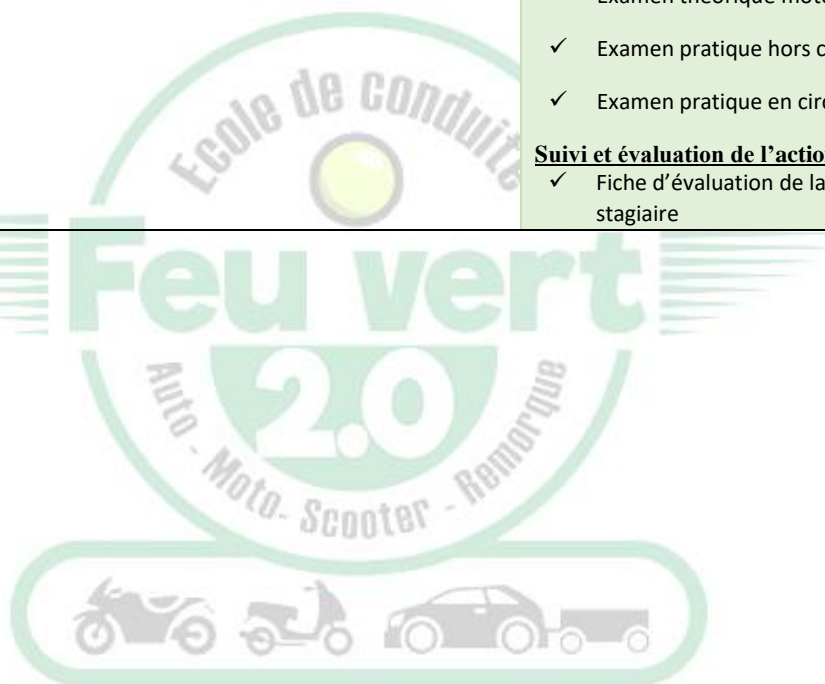 Examen théorique moto
✓ Examen pratique hors c
✓ Examen pratique en cir
Suivi et évaluation de l'actio
✓ Fiche d'évaluation de la
stagiaire
Ecole de conduite
Feu vert
2.0
Auto - Moto - Scooter - Remorque